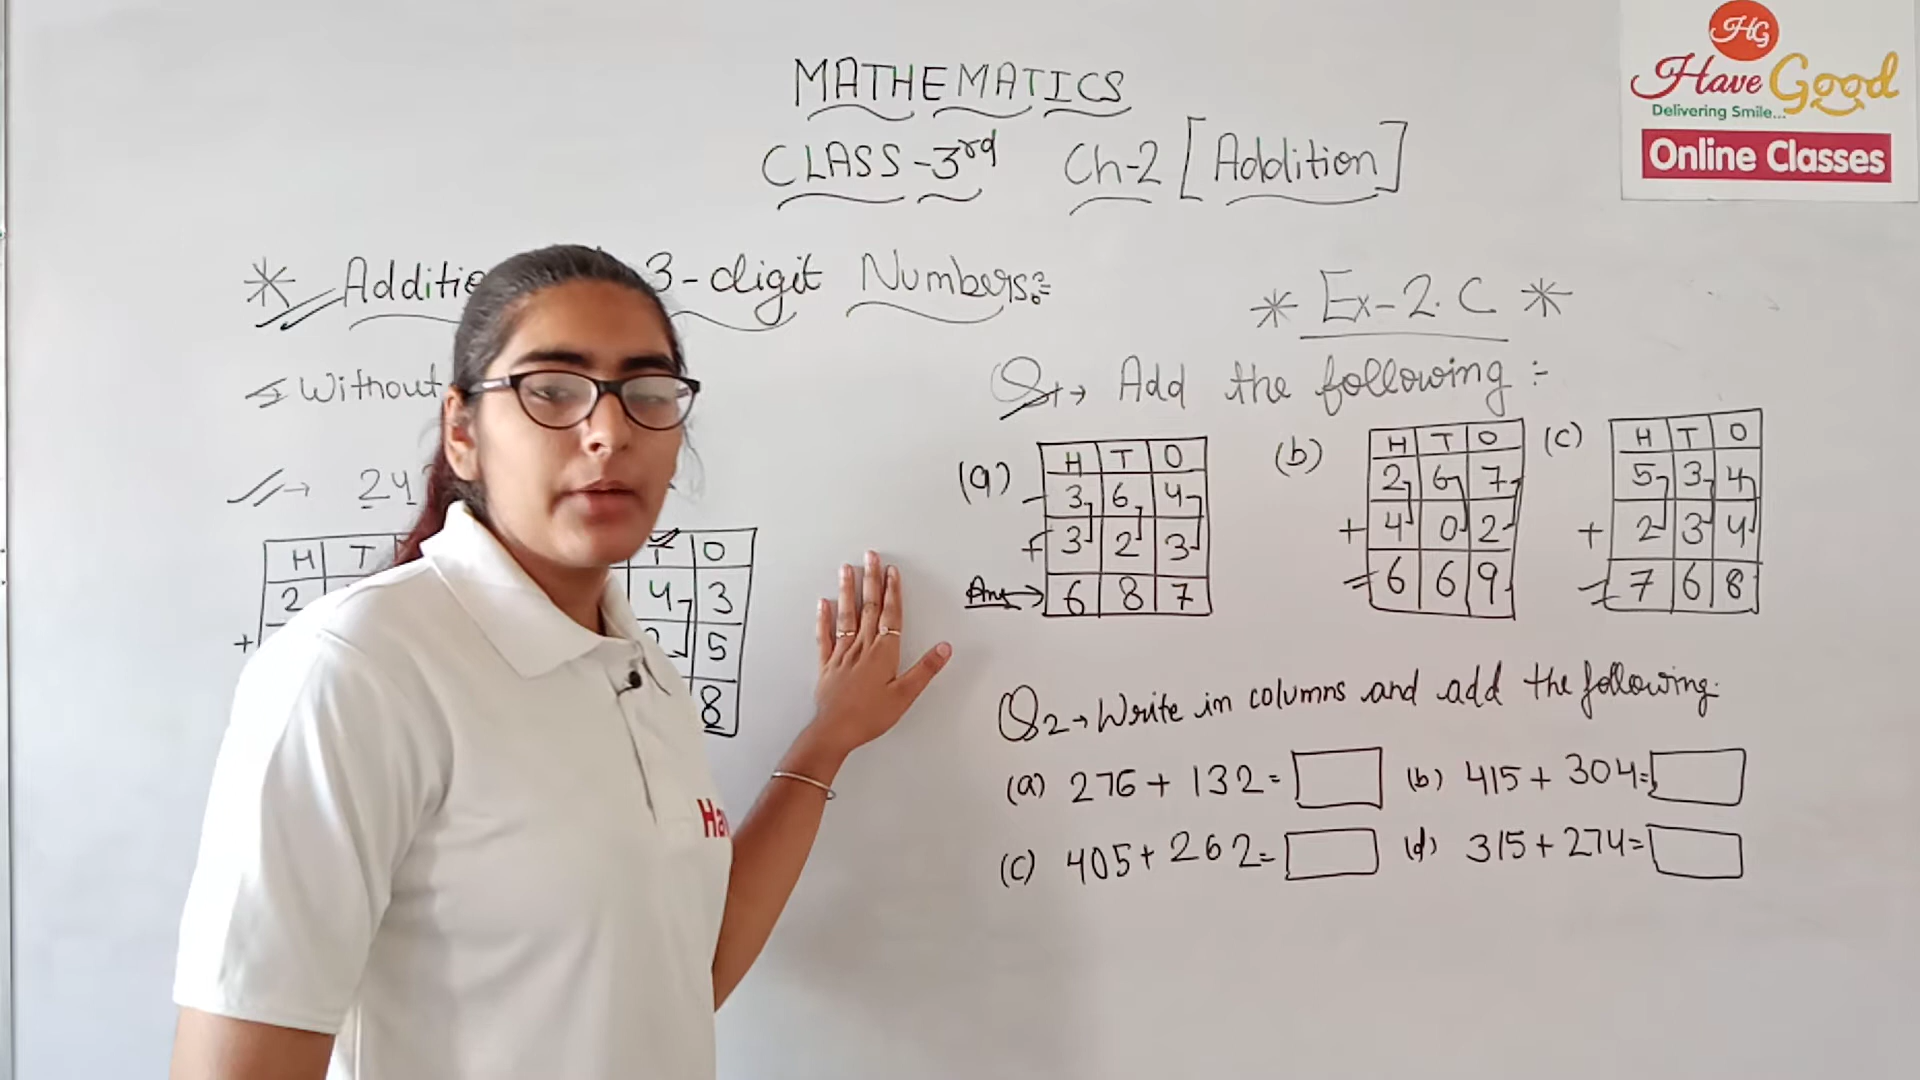 MATHEMATICS
CLASS-3rd Ch-2 [Addition]
HG
Have Good
Delivering Smile...
Online Classes
3-digit Numbers:-
Without
H T
2
+
T O
4 3
5
8
* Ex-2.C *
Q1→ Add the following :-
(a)
H T O
3 6 4
+ 3 2 3
Ans→ 6 8 7
(b)
H T O
2 6 7
+ 4 0 2
= 6 6 9
(c)
H T O
5 3 4
+ 2 3 4
= 7 6 8
Q2→ Write in columns and add the following.
(a) 276 + 132 = (b) 415 + 304 =
(c) 405 + 262 = (d) 315 + 274 =